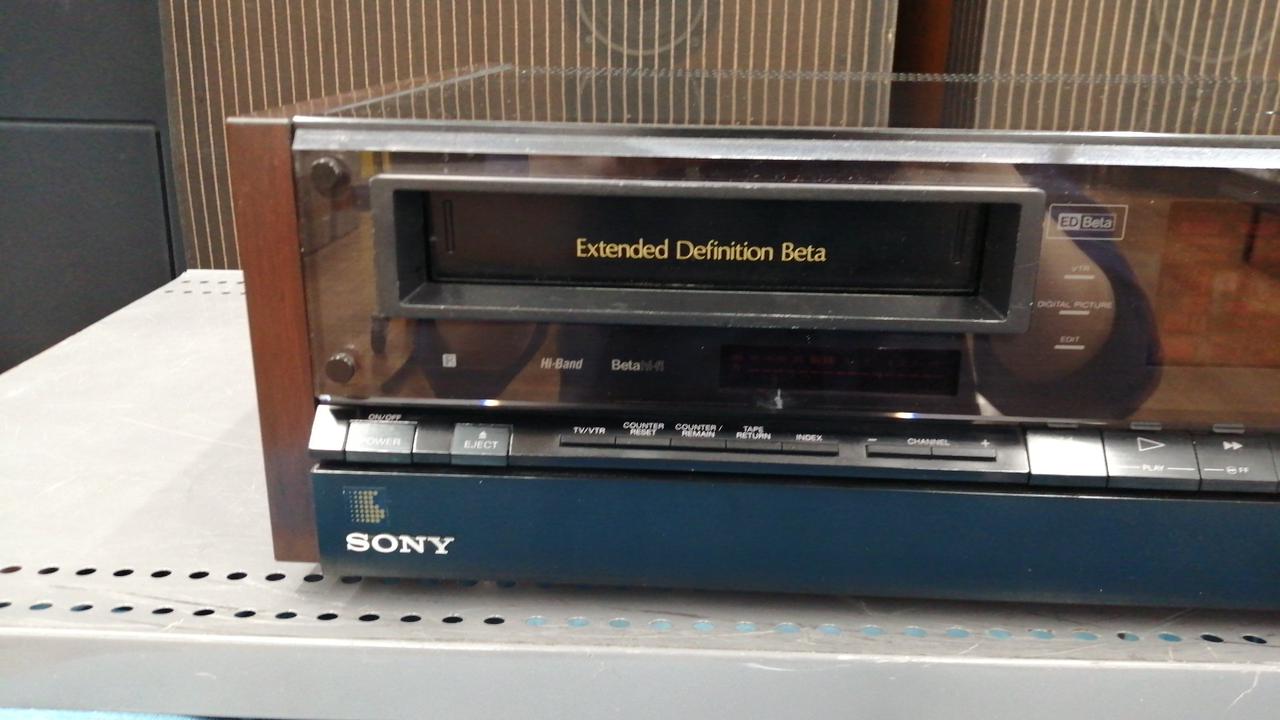 Extended Definition Beta
ED Beta
VTR
DIGITAL PICTURE
EDIT
Hi-Band
Beta hi-fi
ON/OFF
POWER
EJECT
TV/VTR
COUNTER RESET
COUNTER / REMAIN
TAPE RETURN
INDEX
− CHANNEL +
PLAY
FF
SONY